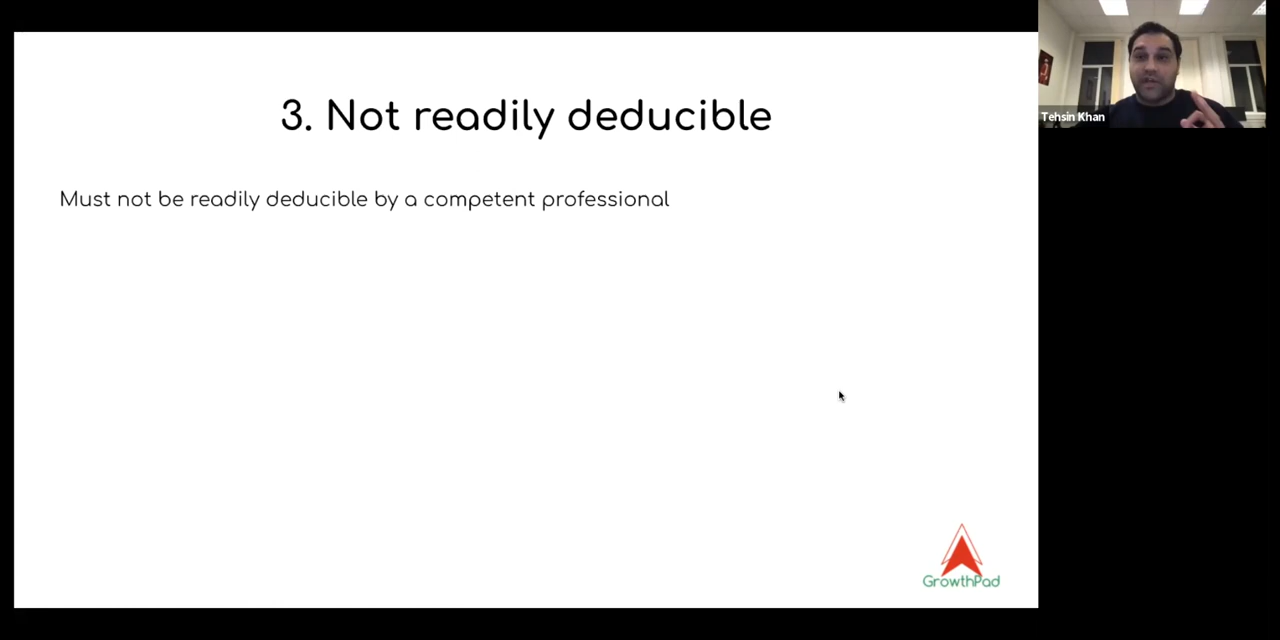 3. Not readily deducible
Must not be readily deducible by a competent professional
GrowthPad
Tehsin Khan